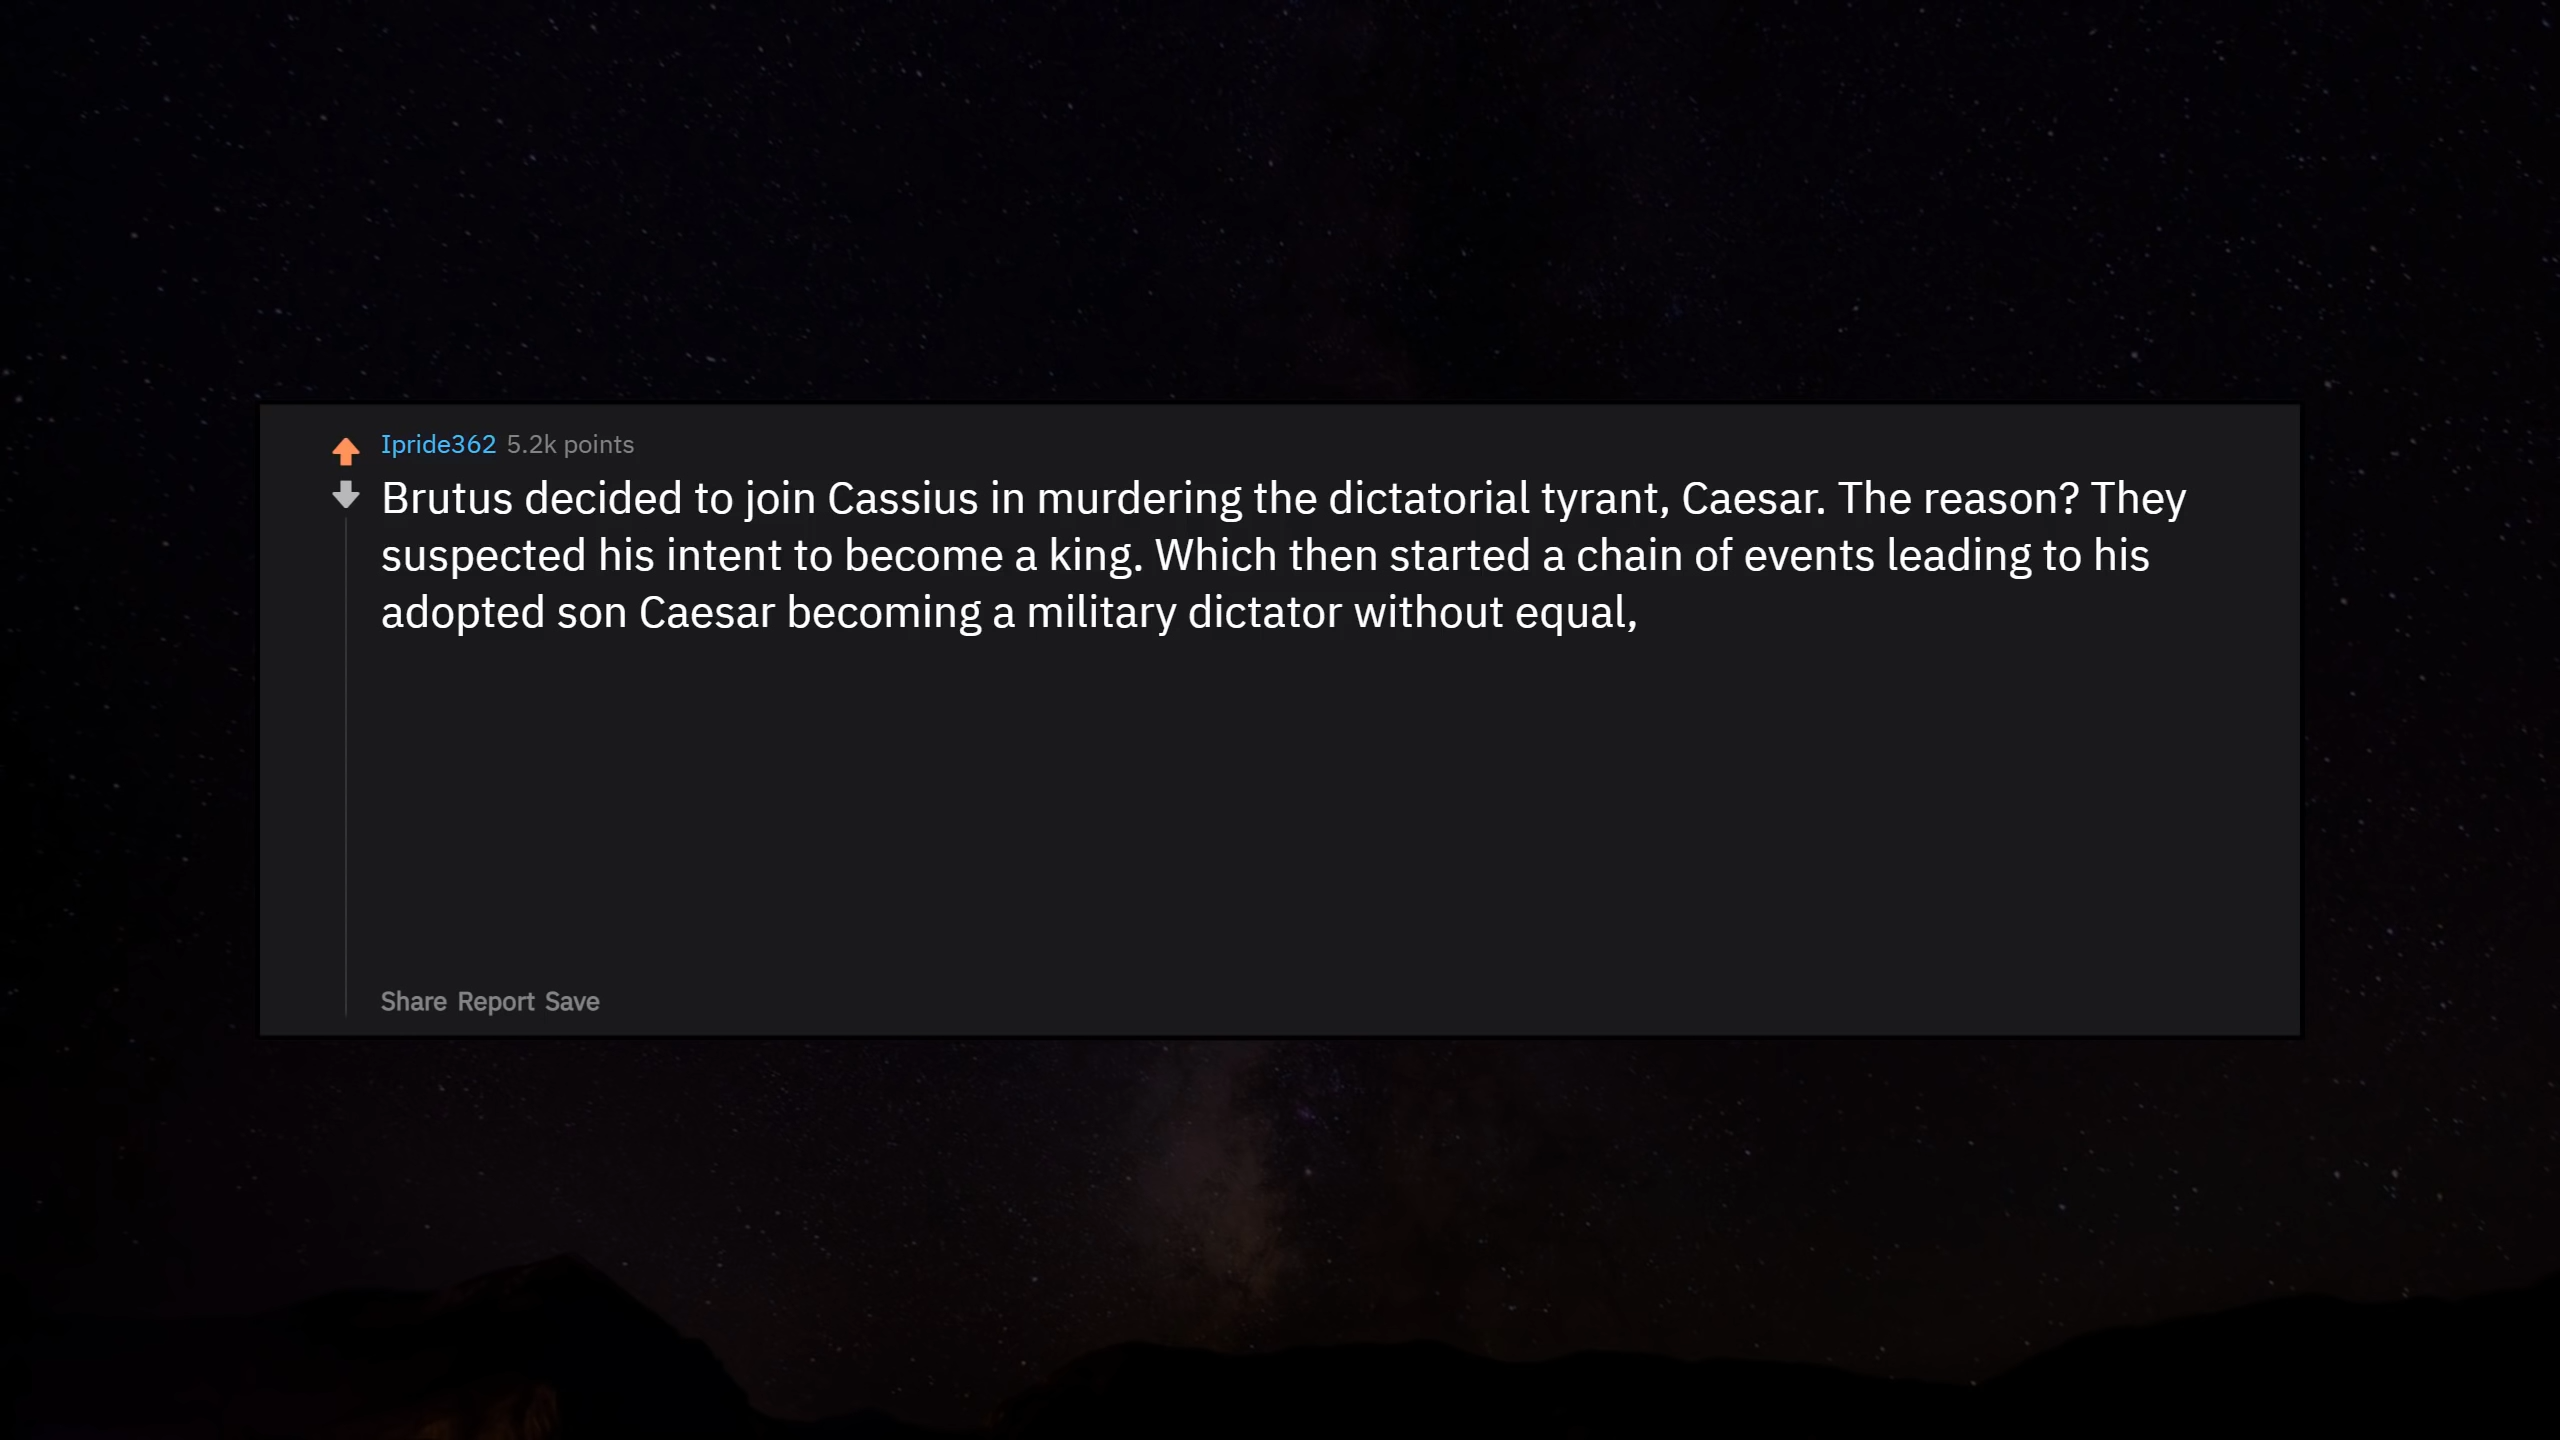 Ipride362 5.2k points
Brutus decided to join Cassius in murdering the dictatorial tyrant, Caesar. The reason? They
suspected his intent to become a king. Which then started a chain of events leading to his
adopted son Caesar becoming a military dictator without equal,
Share Report Save